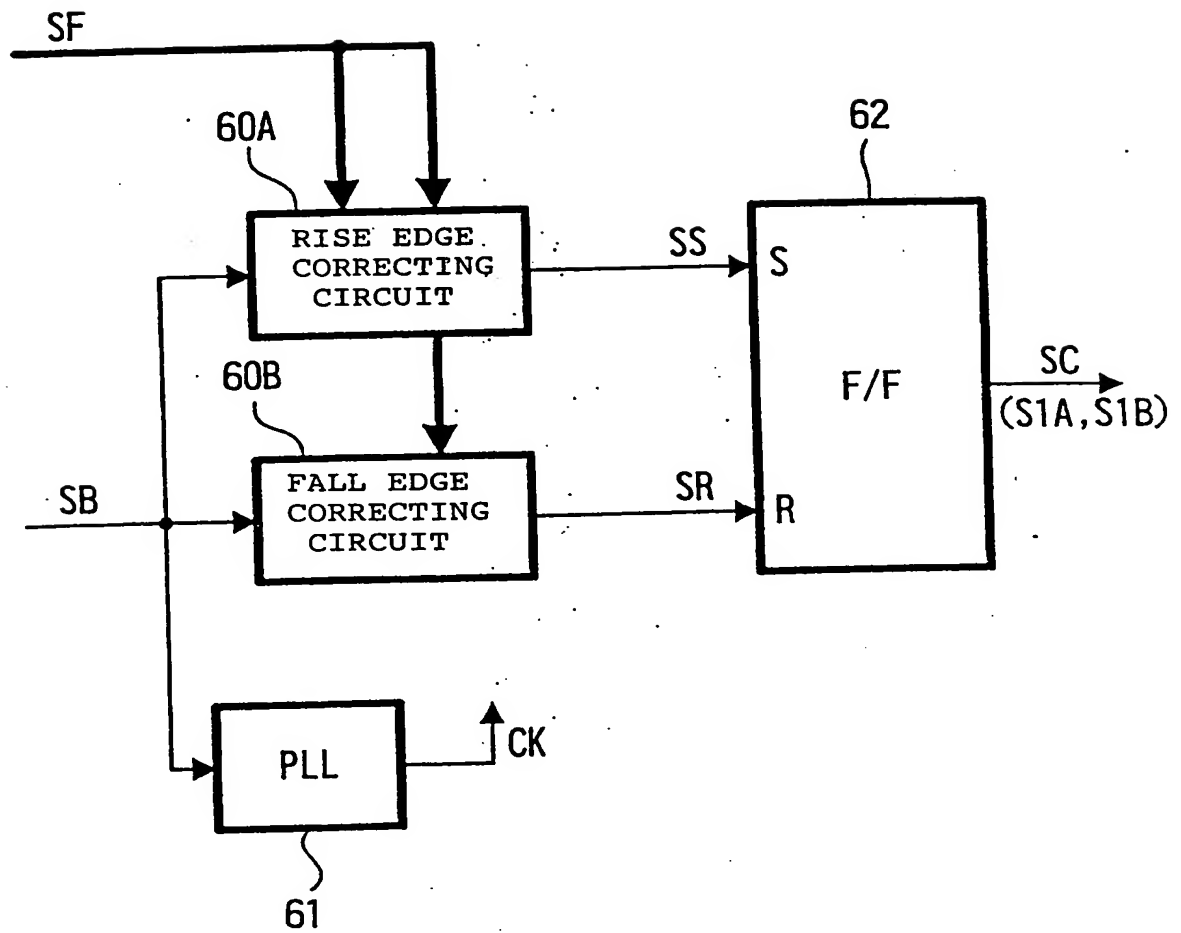 SF
60A
62
RISE EDGE
CORRECTING
CIRCUIT
SS
S
60B
F/F
SC
(S1A,S1B)
FALL EDGE
CORRECTING
CIRCUIT
SB
SR
R
PLL
CK
61